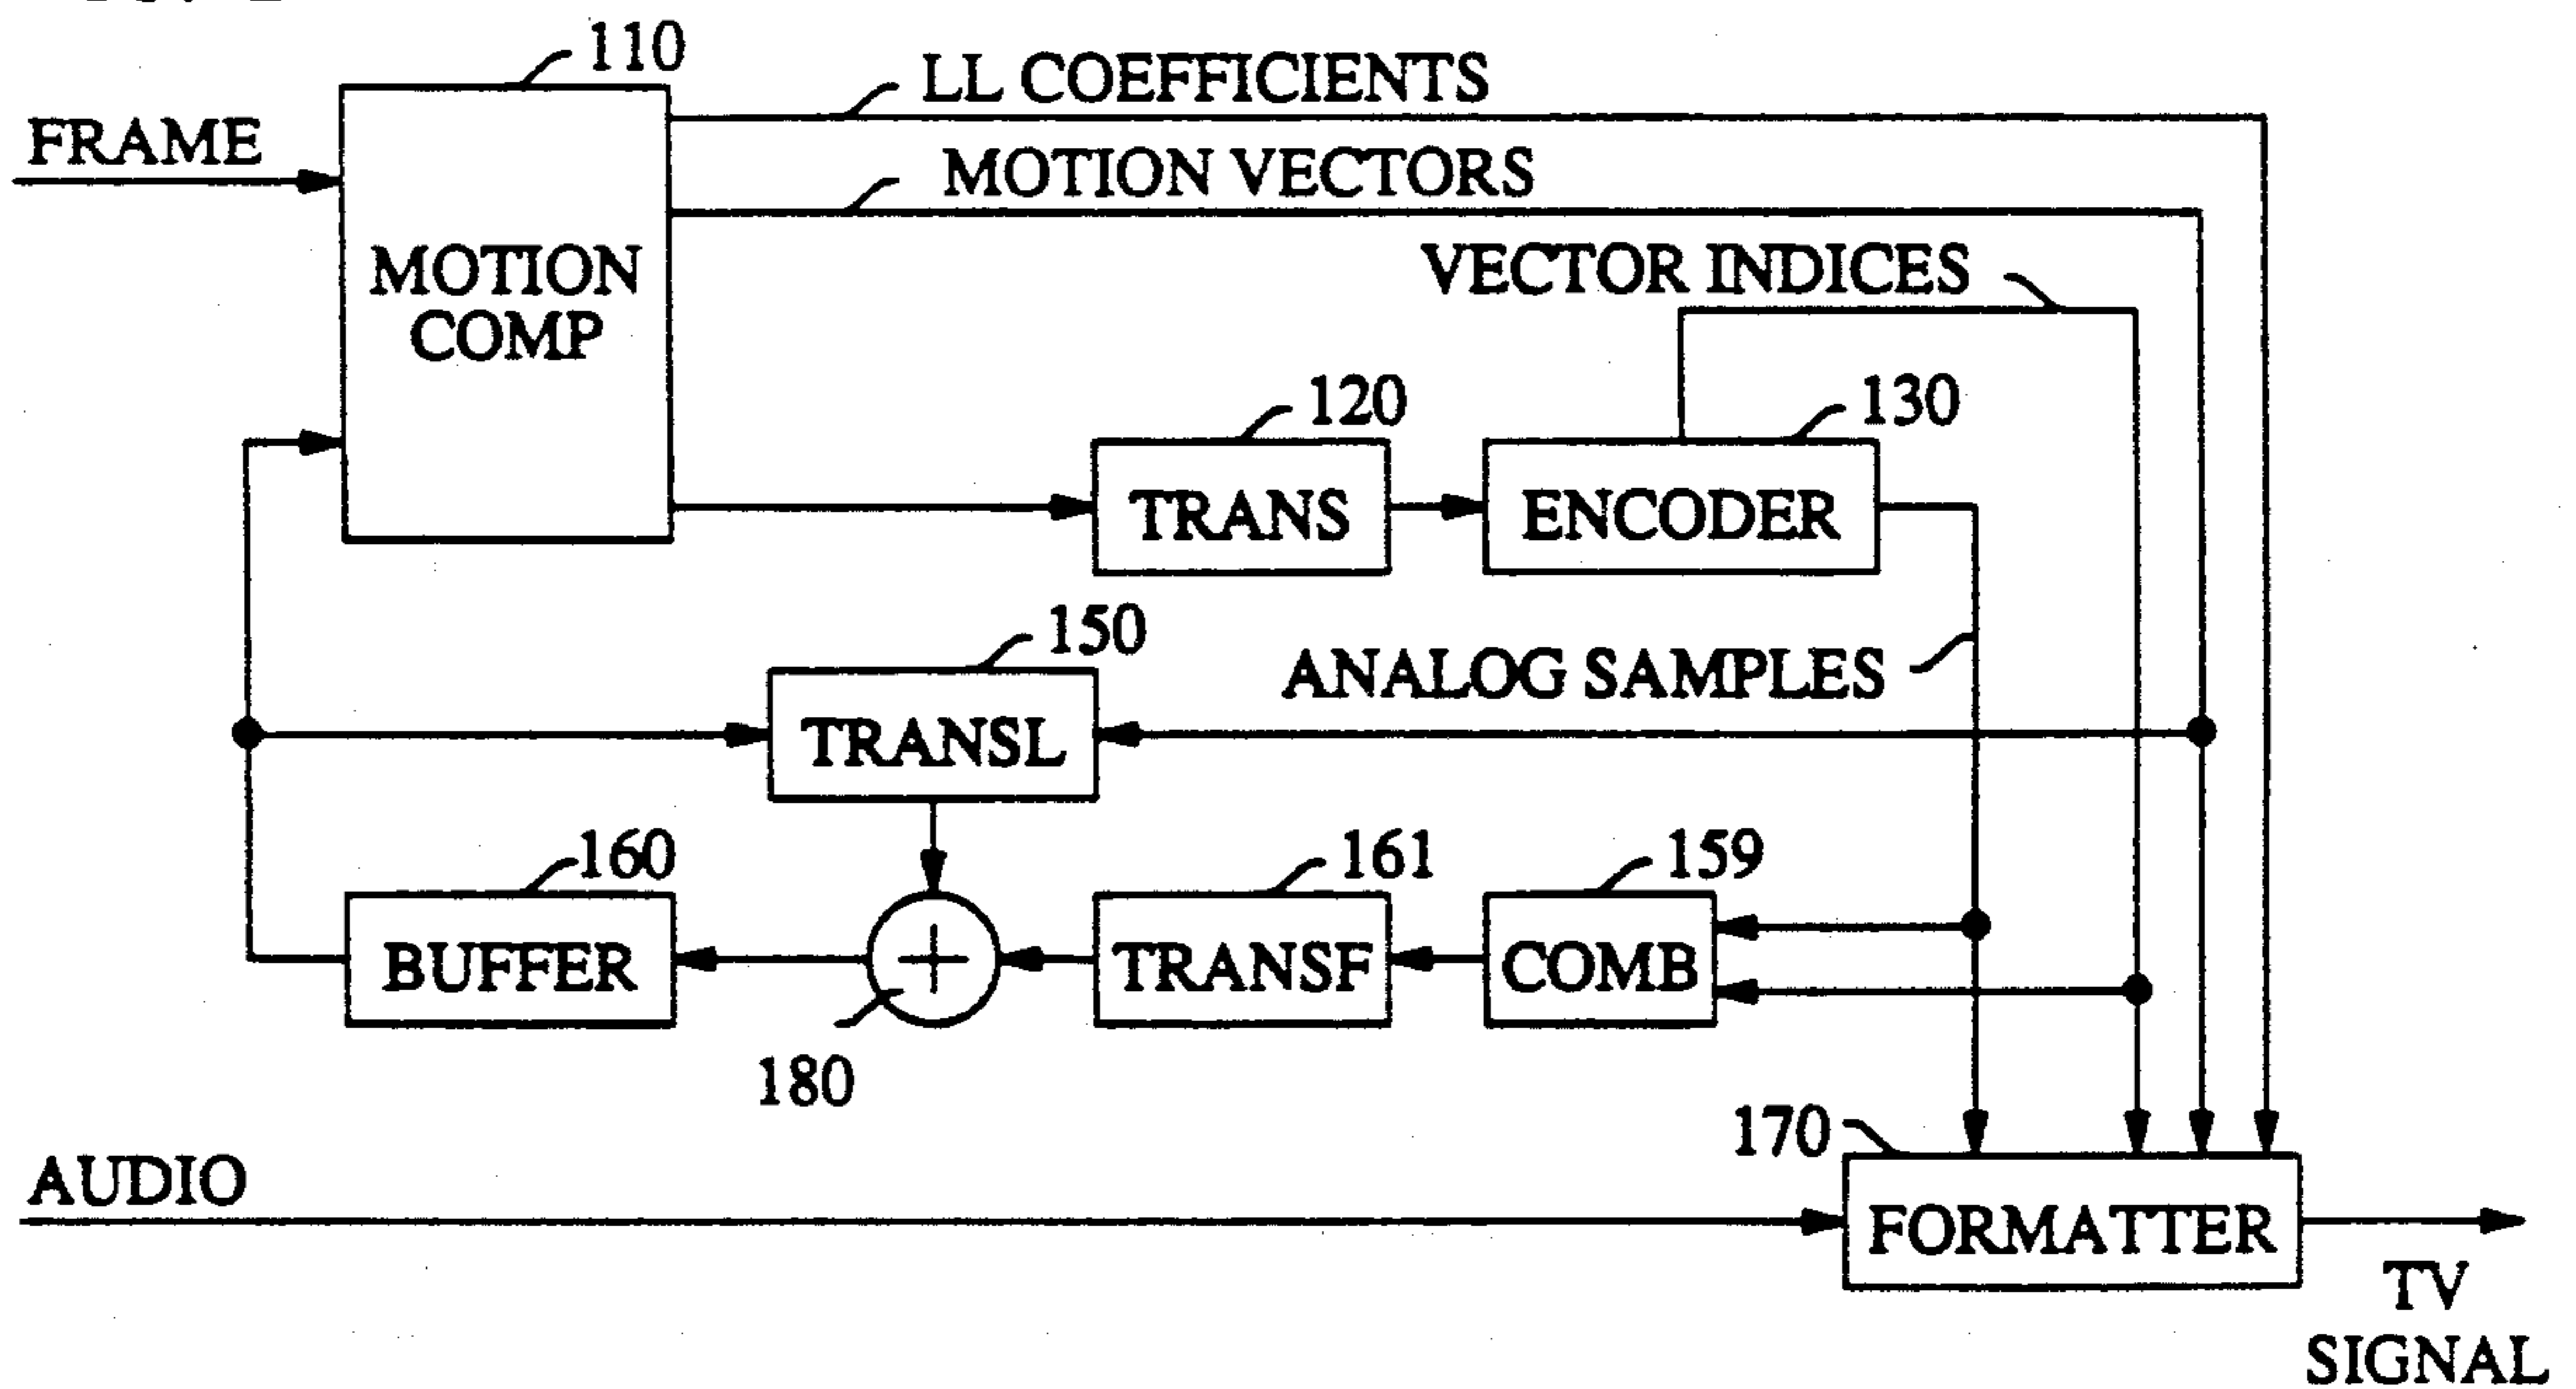 110
LL COEFFICIENTS
FRAME
MOTION VECTORS
MOTION
COMP
VECTOR INDICES
120
130
TRANS
ENCODER
150
ANALOG SAMPLES
TRANSL
160
161
159
BUFFER
TRANSF
COMB
180
170
AUDIO
FORMATTER
TV
SIGNAL